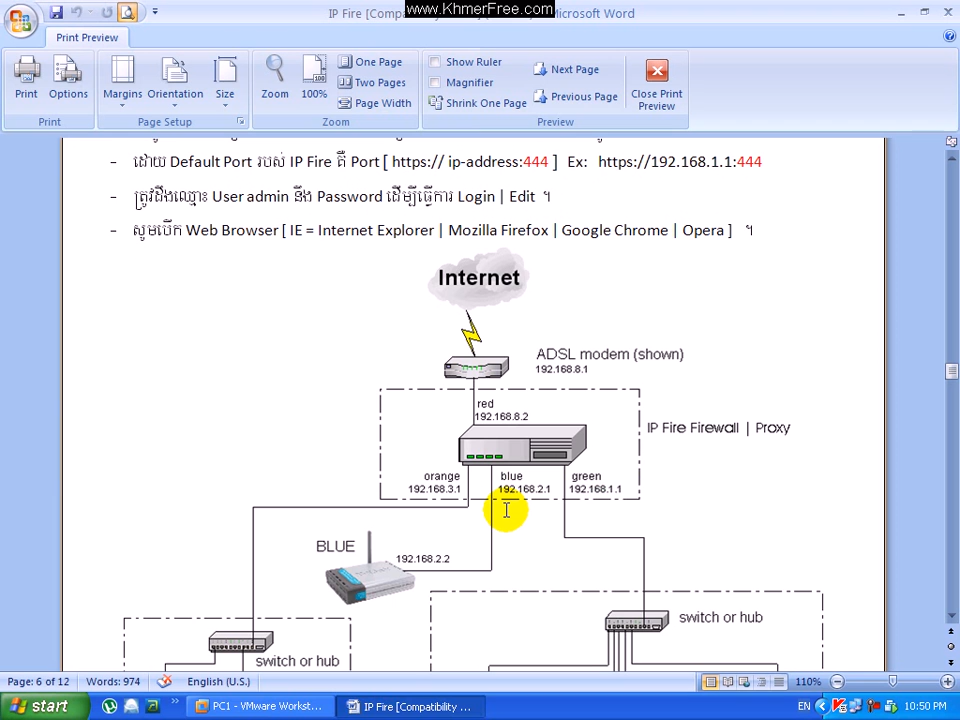 www.KhmerFree.com
IP Fire [Compatibility
Microsoft Word
Print Preview
Print
Options
Margins
Orientation
Size
Zoom
100%
One Page
Two Pages
Page Width
Show Ruler
Magnifier
Shrink One Page
Next Page
Previous Page
Close Print Preview
Print
Page Setup
Zoom
Preview
- ដោយ Default Port របស់ IP Fire គឺ Port [ https:// ip-address:444 ] Ex: https://192.168.1.1:444
- ត្រូវដឹងឈ្មោះ User admin នឹង Password ដើម្បីធ្វើការ Login | Edit ។
- សូមបើក Web Browser [ IE = Internet Explorer | Mozilla Firefox | Google Chrome | Opera ] ។
Internet
ADSL modem (shown)
192.168.8.1
red
192.168.8.2
IP Fire Firewall | Proxy
orange
192.168.3.1
blue
192.168.2.1
green
192.168.1.1
BLUE
192.168.2.2
switch or hub
switch or hub
Page: 6 of 12
Words: 974
English (U.S.)
110%
start
PC1 - VMware Workst...
IP Fire [Compatibility ...
EN
10:50 PM